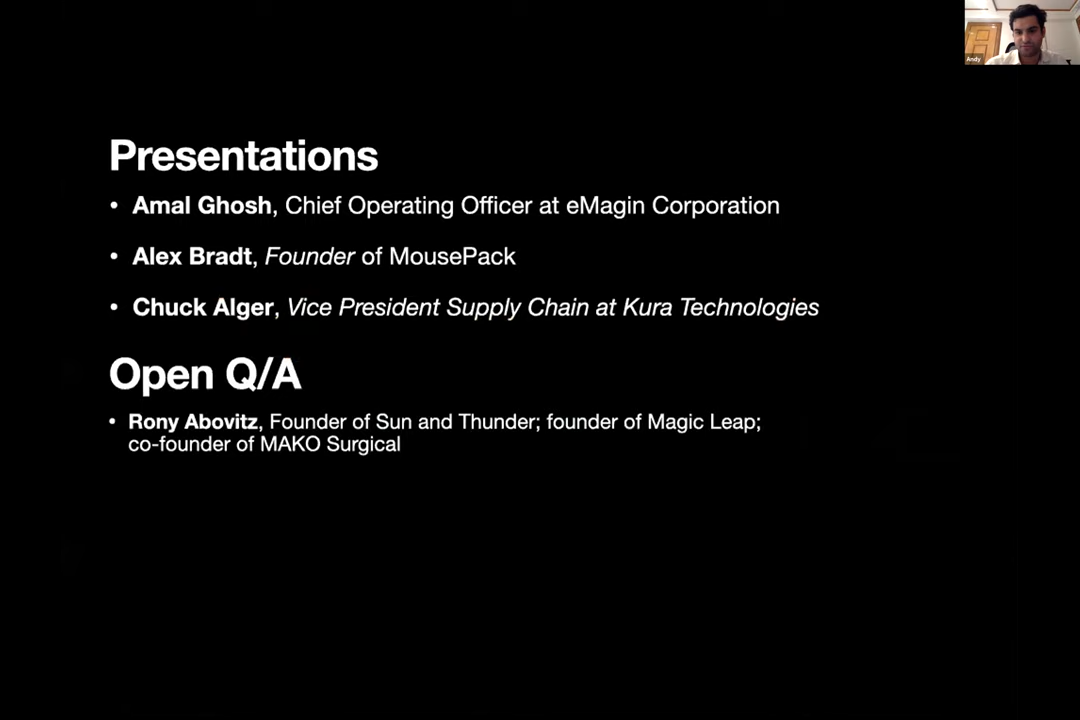 Andy
Presentations
• Amal Ghosh, Chief Operating Officer at eMagin Corporation
• Alex Bradt, Founder of MousePack
• Chuck Alger, Vice President Supply Chain at Kura Technologies
Open Q/A
• Rony Abovitz, Founder of Sun and Thunder; founder of Magic Leap;
co-founder of MAKO Surgical